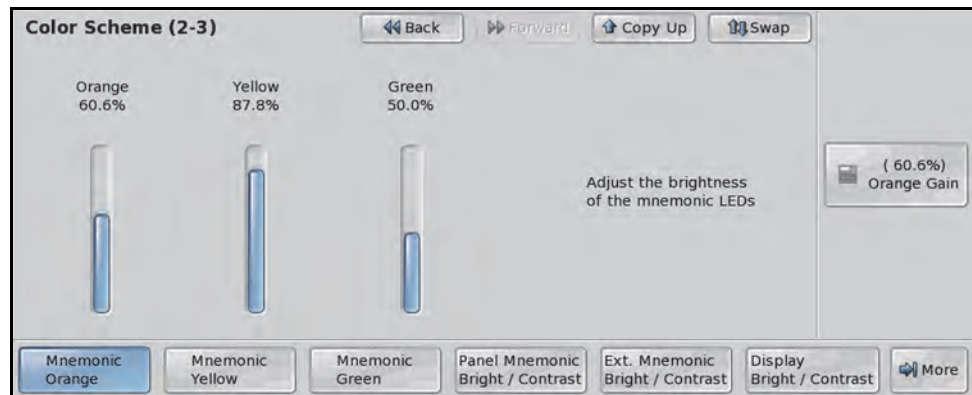 Color Scheme (2-3)
Back
Forward
Copy Up
Swap
Orange
60.6%
Yellow
87.8%
Green
50.0%
Adjust the brightness
of the mnemonic LEDs
( 60.6%)
Orange Gain
Mnemonic
Orange
Mnemonic
Yellow
Mnemonic
Green
Panel Mnemonic
Bright / Contrast
Ext. Mnemonic
Bright / Contrast
Display
Bright / Contrast
More